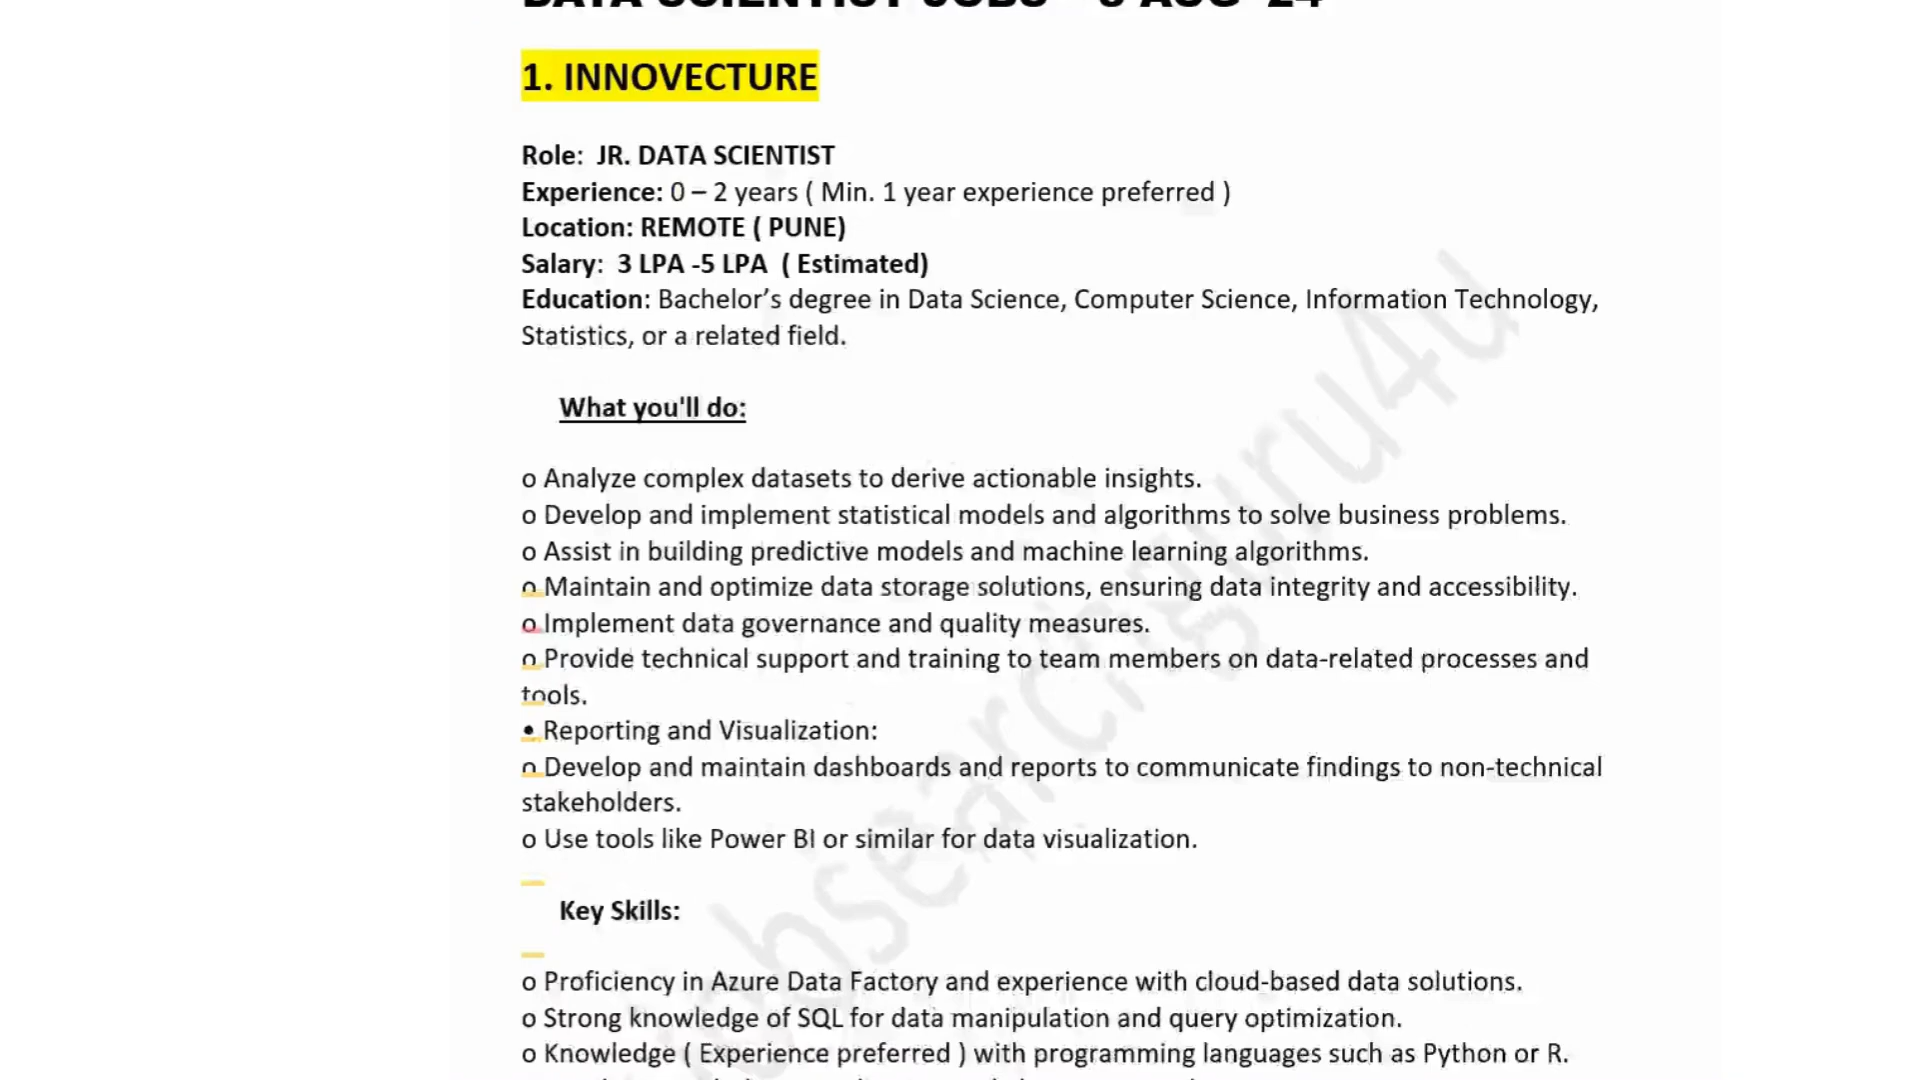 DATA SCIENTIST JOBS - 8 AUG '24
1. INNOVECTURE
Role:  JR. DATA SCIENTIST
Experience: 0 – 2 years ( Min. 1 year experience preferred )
Location: REMOTE ( PUNE)
Salary:  3 LPA -5 LPA  ( Estimated)
Education: Bachelor’s degree in Data Science, Computer Science, Information Technology,
Statistics, or a related field.
What you'll do:
o Analyze complex datasets to derive actionable insights.
o Develop and implement statistical models and algorithms to solve business problems.
o Assist in building predictive models and machine learning algorithms.
o Maintain and optimize data storage solutions, ensuring data integrity and accessibility.
o Implement data governance and quality measures.
o Provide technical support and training to team members on data-related processes and
tools.
• Reporting and Visualization:
o Develop and maintain dashboards and reports to communicate findings to non-technical
stakeholders.
o Use tools like Power BI or similar for data visualization.
Key Skills:
o Proficiency in Azure Data Factory and experience with cloud-based data solutions.
o Strong knowledge of SQL for data manipulation and query optimization.
o Knowledge ( Experience preferred ) with programming languages such as Python or R.
jobsearchguru4u